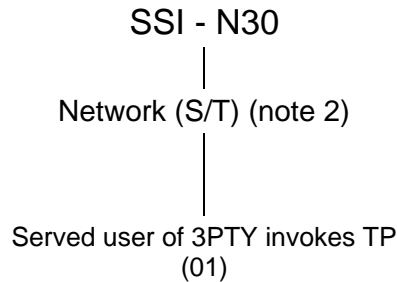 SSI - N30
Network (S/T) (note 2)
Served user of 3PTY invokes TP
(01)